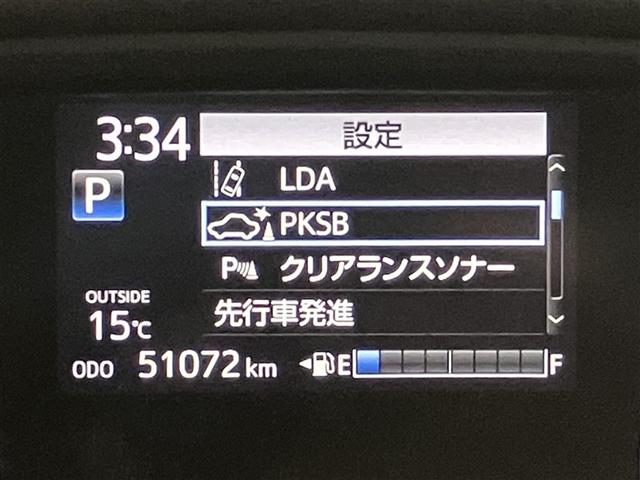 3:34
設定
LDA
P
PKSB
P クリアランスソナー
先行車発進
OUTSIDE
15℃
ODO 51072 km
E F